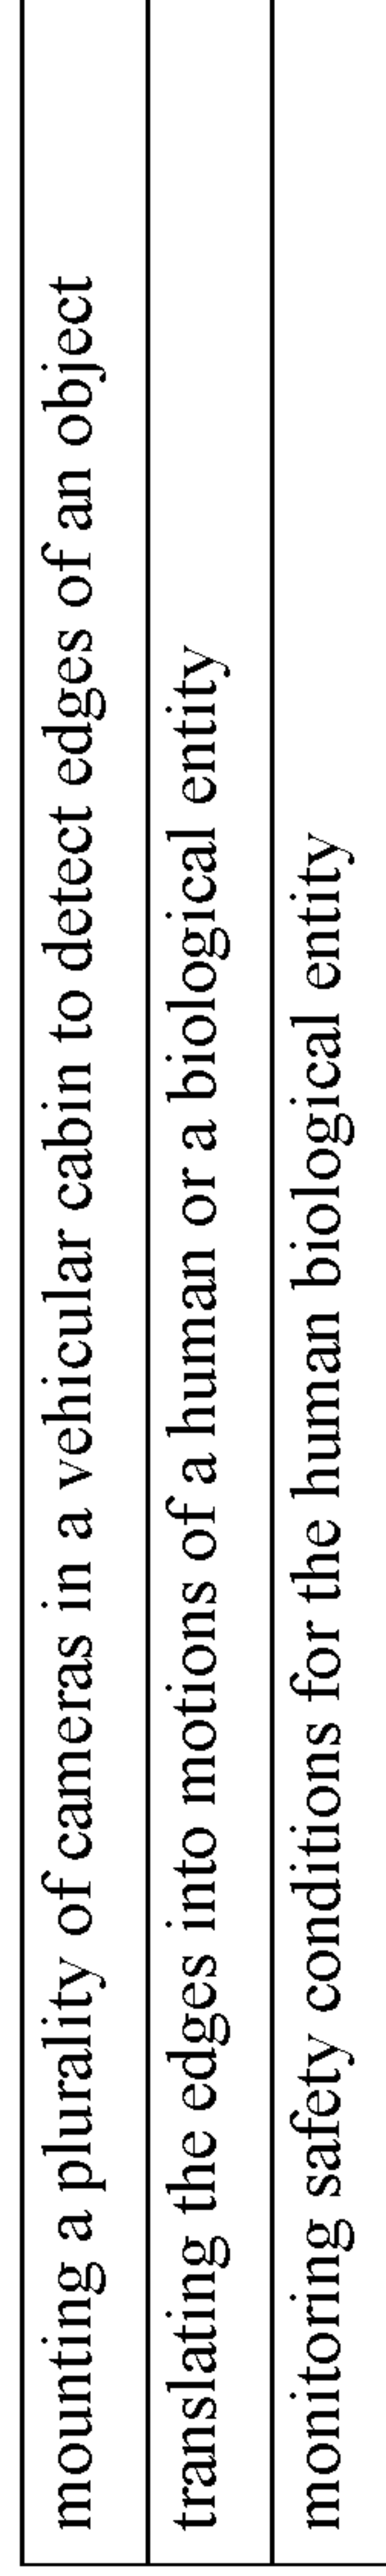 mounting a plurality of cameras in a vehicular cabin to detect edges of an object
translating the edges into motions of a human or a biological entity
monitoring safety conditions for the human biological entity